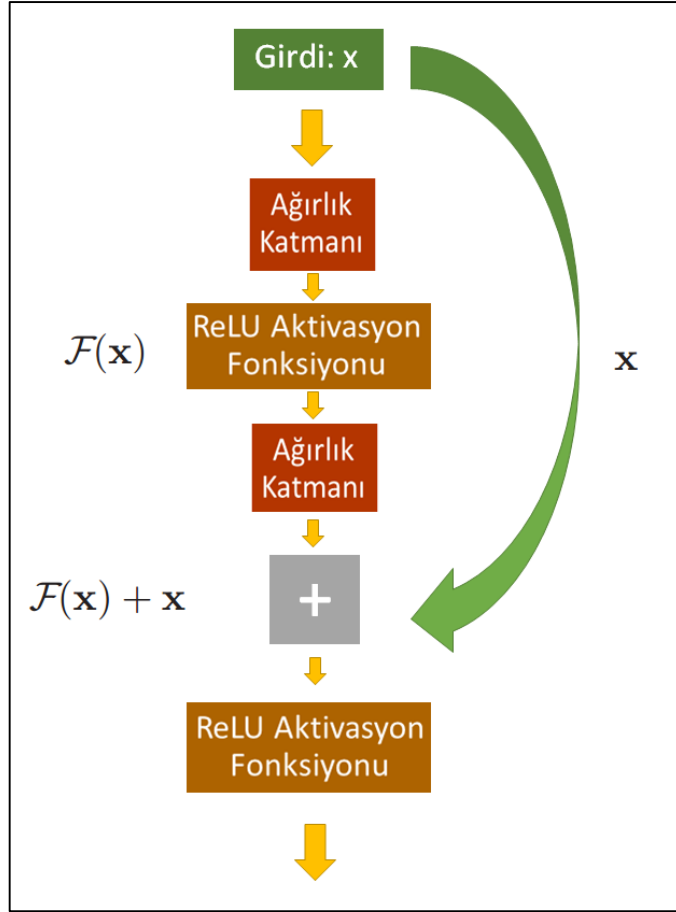 Girdi: x
Ağırlık
Katmanı
ReLU Aktivasyon
Fonksiyonu
F(x)
x
Ağırlık
Katmanı
F(x) + x
+
ReLU Aktivasyon
Fonksiyonu